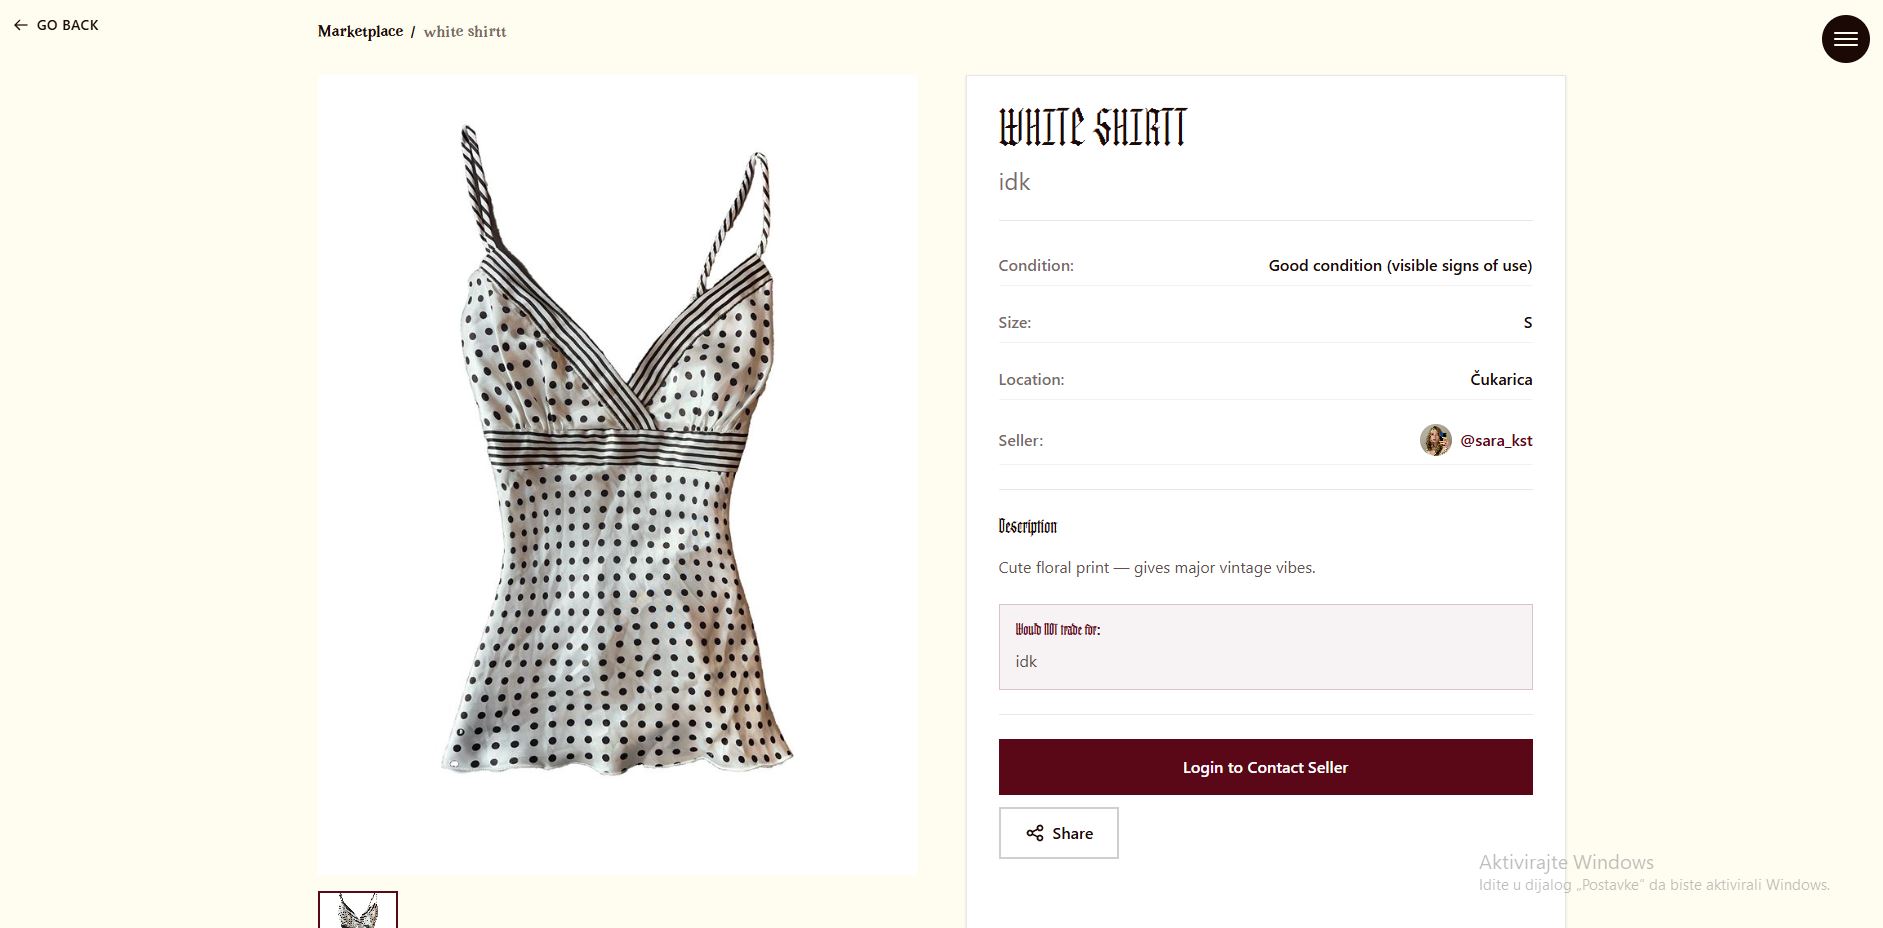 GO BACK
Marketplace / white shirtt
WHITE SHIRTT
idk
Condition: Good condition (visible signs of use)
Size: S
Location: Čukarica
Seller: @sara_kst
Description
Cute floral print — gives major vintage vibes.
Would NOT trade for:
idk
Login to Contact Seller
Share
Aktivirajte Windows
Idite u dijalog „Postavke“ da biste aktivirali Windows.